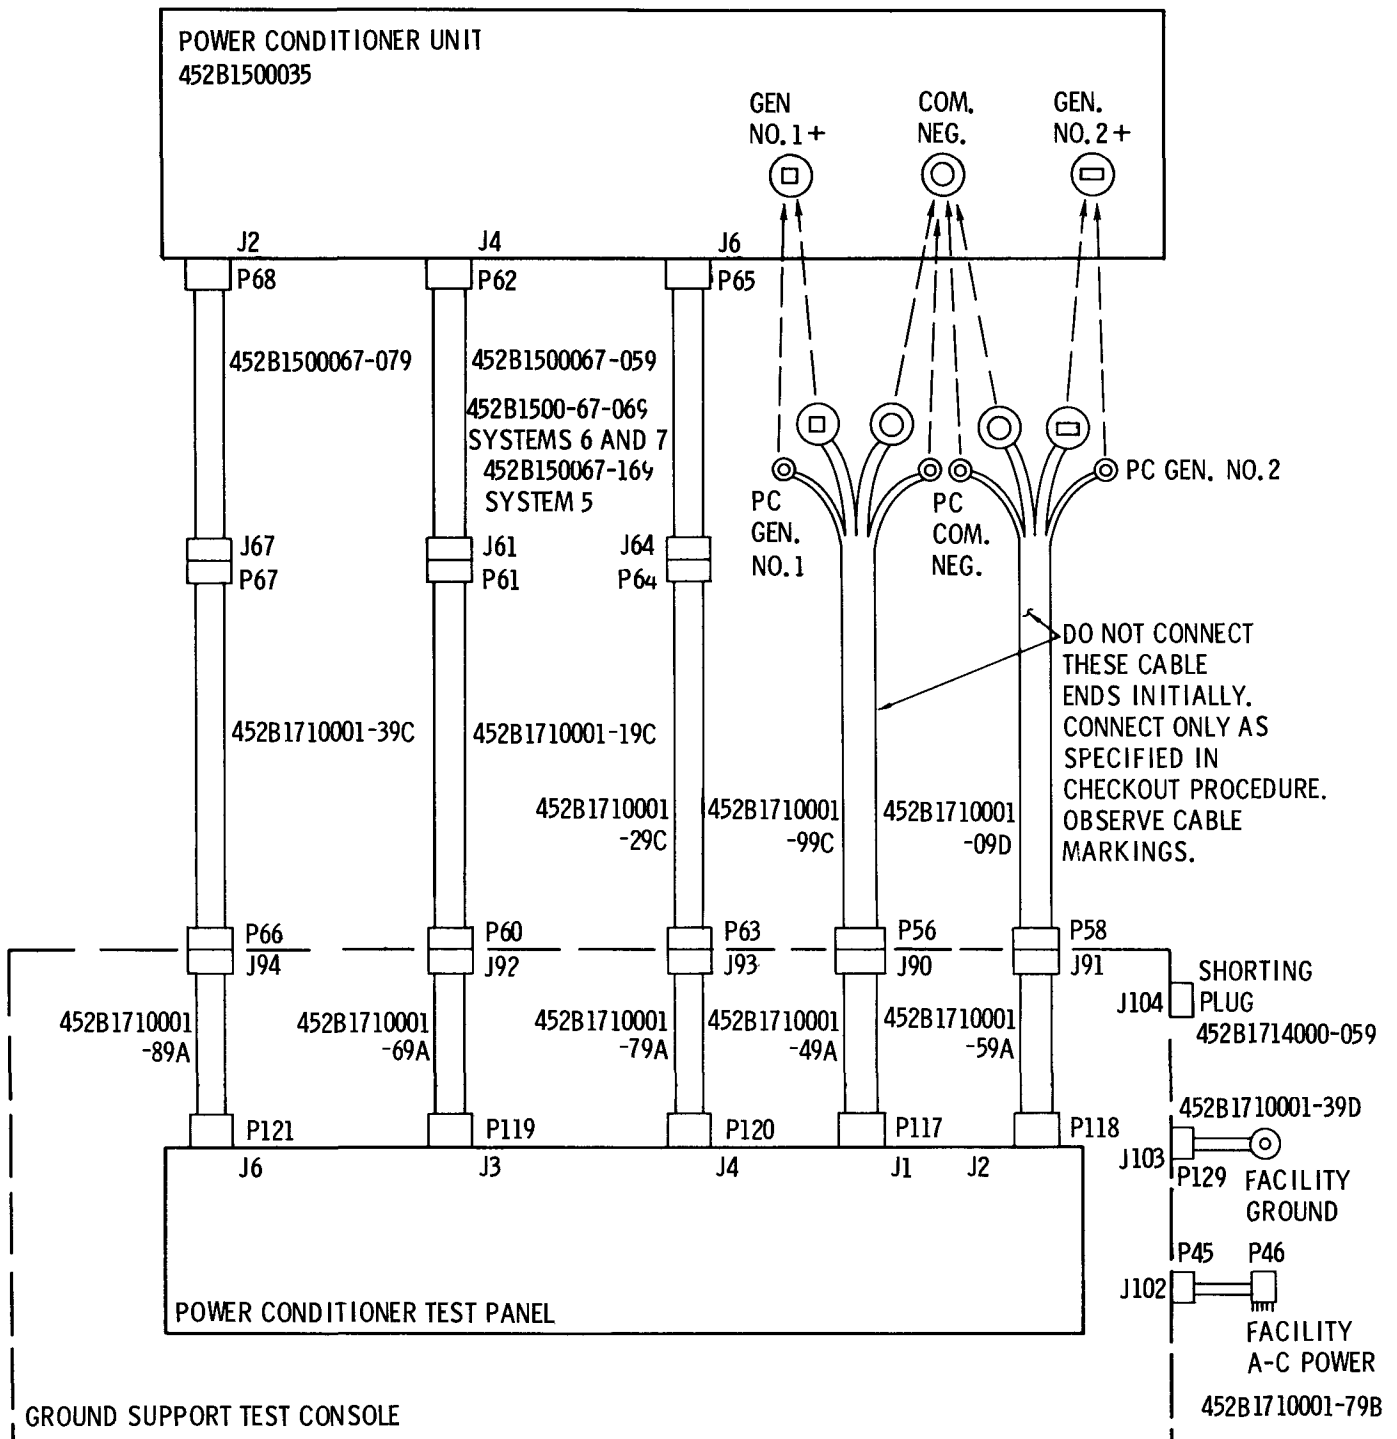 POWER CONDITIONER UNIT
452B1500035
GEN
NO. 1 +
COM.
NEG.
GEN.
NO. 2 +
J2
J4
J6
P68
P62
P65
452B1500067-079
452B1500067-059
452B1500-67-069
SYSTEMS 6 AND 7
452B150067-169
SYSTEM 5
PC
GEN.
NO. 1
PC
COM.
NEG.
PC GEN. NO. 2
J67
P67
J61
P61
J64
P64
DO NOT CONNECT
THESE CABLE
ENDS INITIALLY.
CONNECT ONLY AS
SPECIFIED IN
CHECKOUT PROCEDURE.
OBSERVE CABLE
MARKINGS.
452B1710001-39C
452B1710001-19C
452B1710001
-29C
452B1710001
-99C
452B1710001
-09D
P66
J94
P60
J92
P63
J93
P56
J90
P58
J91
J104
SHORTING
PLUG
452B1714000-059
452B1710001
-89A
452B1710001
-69A
452B1710001
-79A
452B1710001
-49A
452B1710001
-59A
P121
P119
P120
P117
P118
J6
J3
J4
J1
J2
452B1710001-39D
J103
P129
FACILITY
GROUND
P45
P46
J102
FACILITY
A-C POWER
452B1710001-79B
POWER CONDITIONER TEST PANEL
GROUND SUPPORT TEST CONSOLE